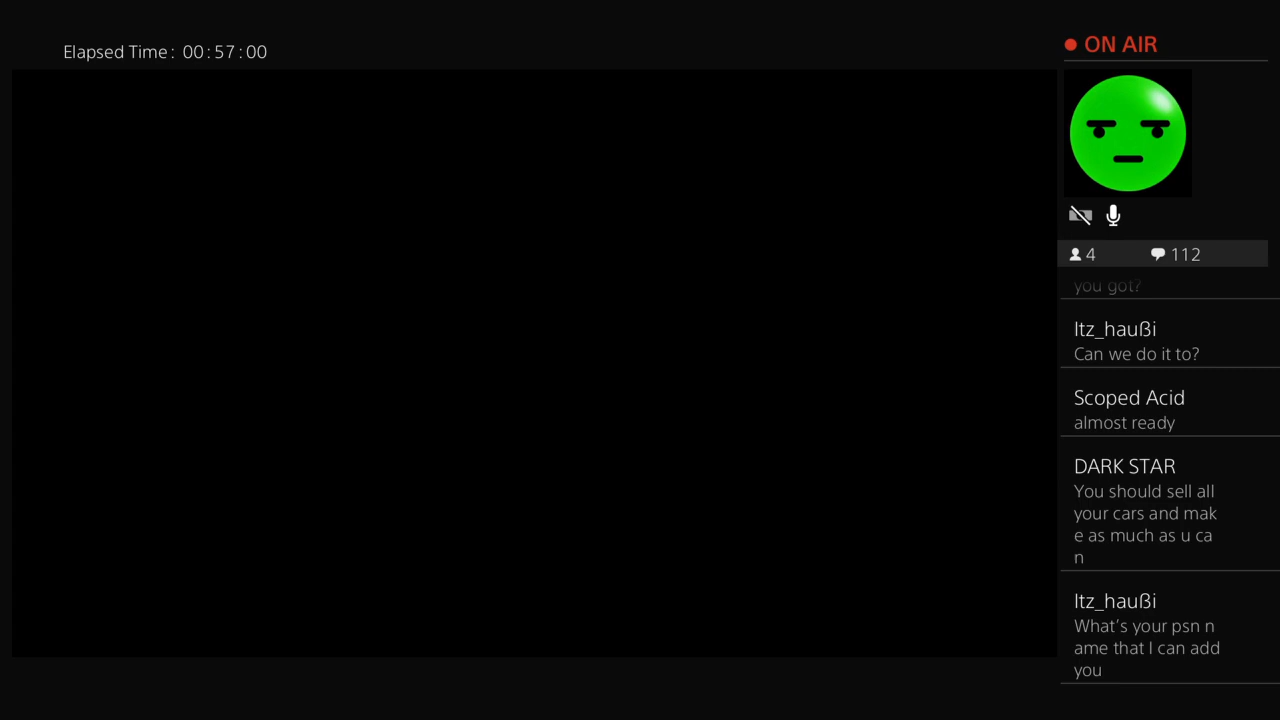 Elapsed Time: 00:57:00
ON AIR
4 112
you got?
Itz_haußi
Can we do it to?
Scoped Acid
almost ready
DARK STAR
You should sell all
your cars and mak
e as much as u ca
n
Itz_haußi
What's your psn n
ame that I can add
you